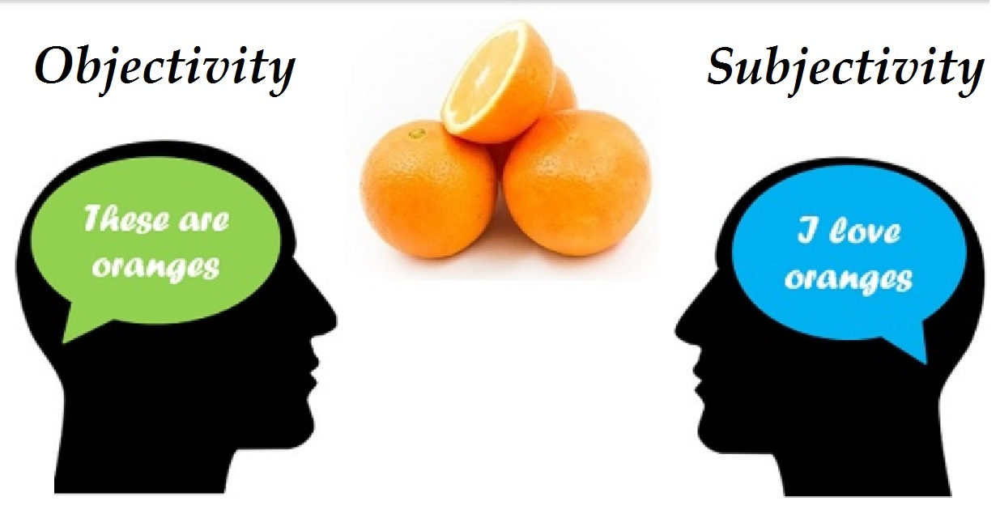 Objectivity
Subjectivity
These are
oranges
I love
oranges